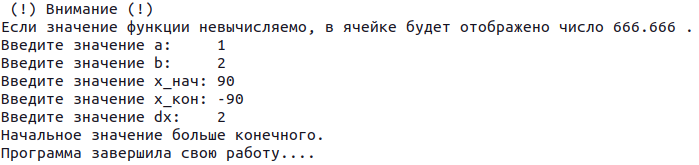 (!) Внимание (!)
Если значение функции невычисляемо, в ячейке будет отображено число 666.666 .
Введите значение a: 1
Введите значение b: 2
Введите значение x_нач: 90
Введите значение x_кон: -90
Введите значение dx: 2
Начальное значение больше конечного.
Программа завершила свою работу....